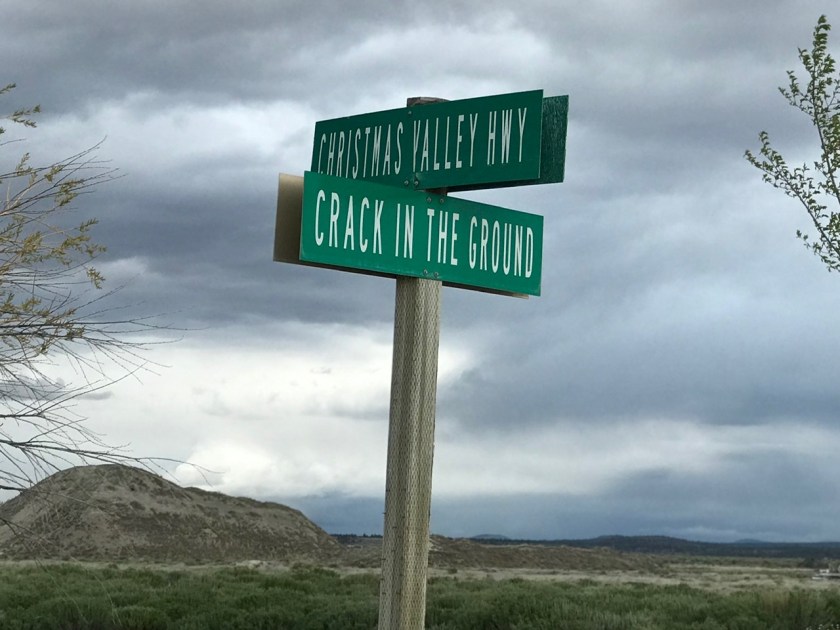 CHRISTMAS VALLEY HWY
CRACK IN THE GROUND